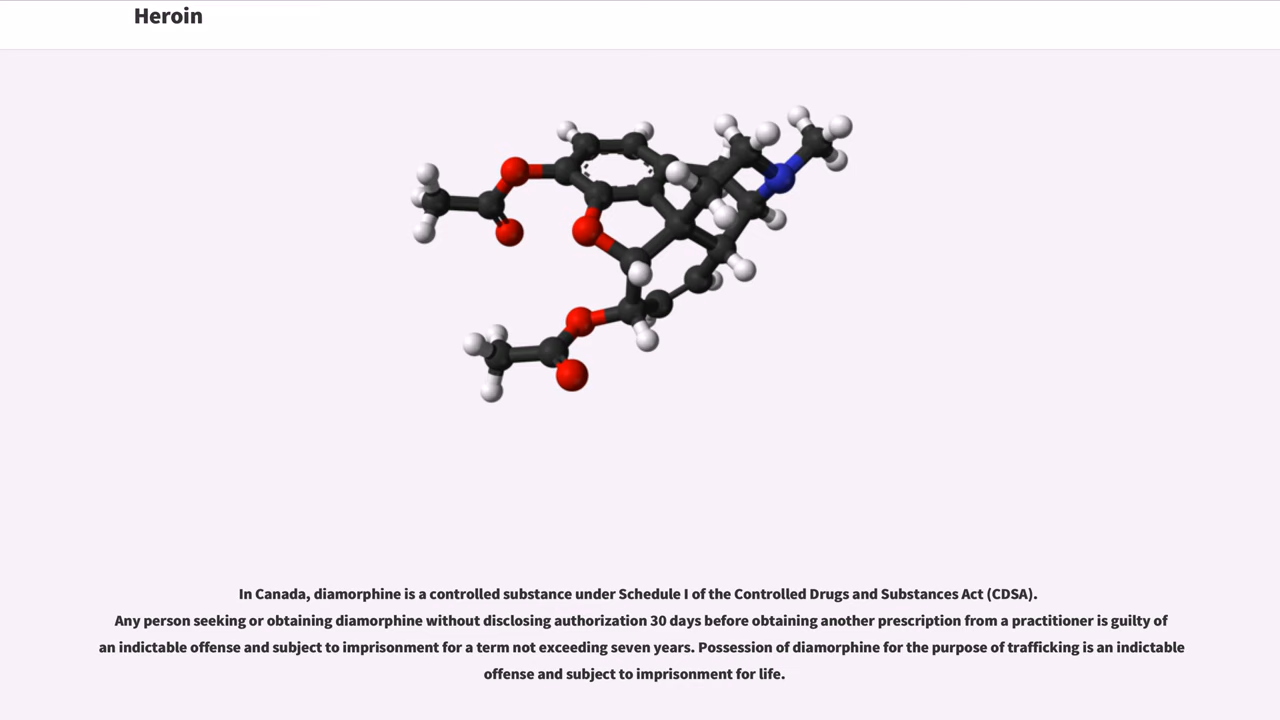 Heroin
In Canada, diamorphine is a controlled substance under Schedule I of the Controlled Drugs and Substances Act (CDSA).
Any person seeking or obtaining diamorphine without disclosing authorization 30 days before obtaining another prescription from a practitioner is guilty of
an indictable offense and subject to imprisonment for a term not exceeding seven years. Possession of diamorphine for the purpose of trafficking is an indictable
offense and subject to imprisonment for life.